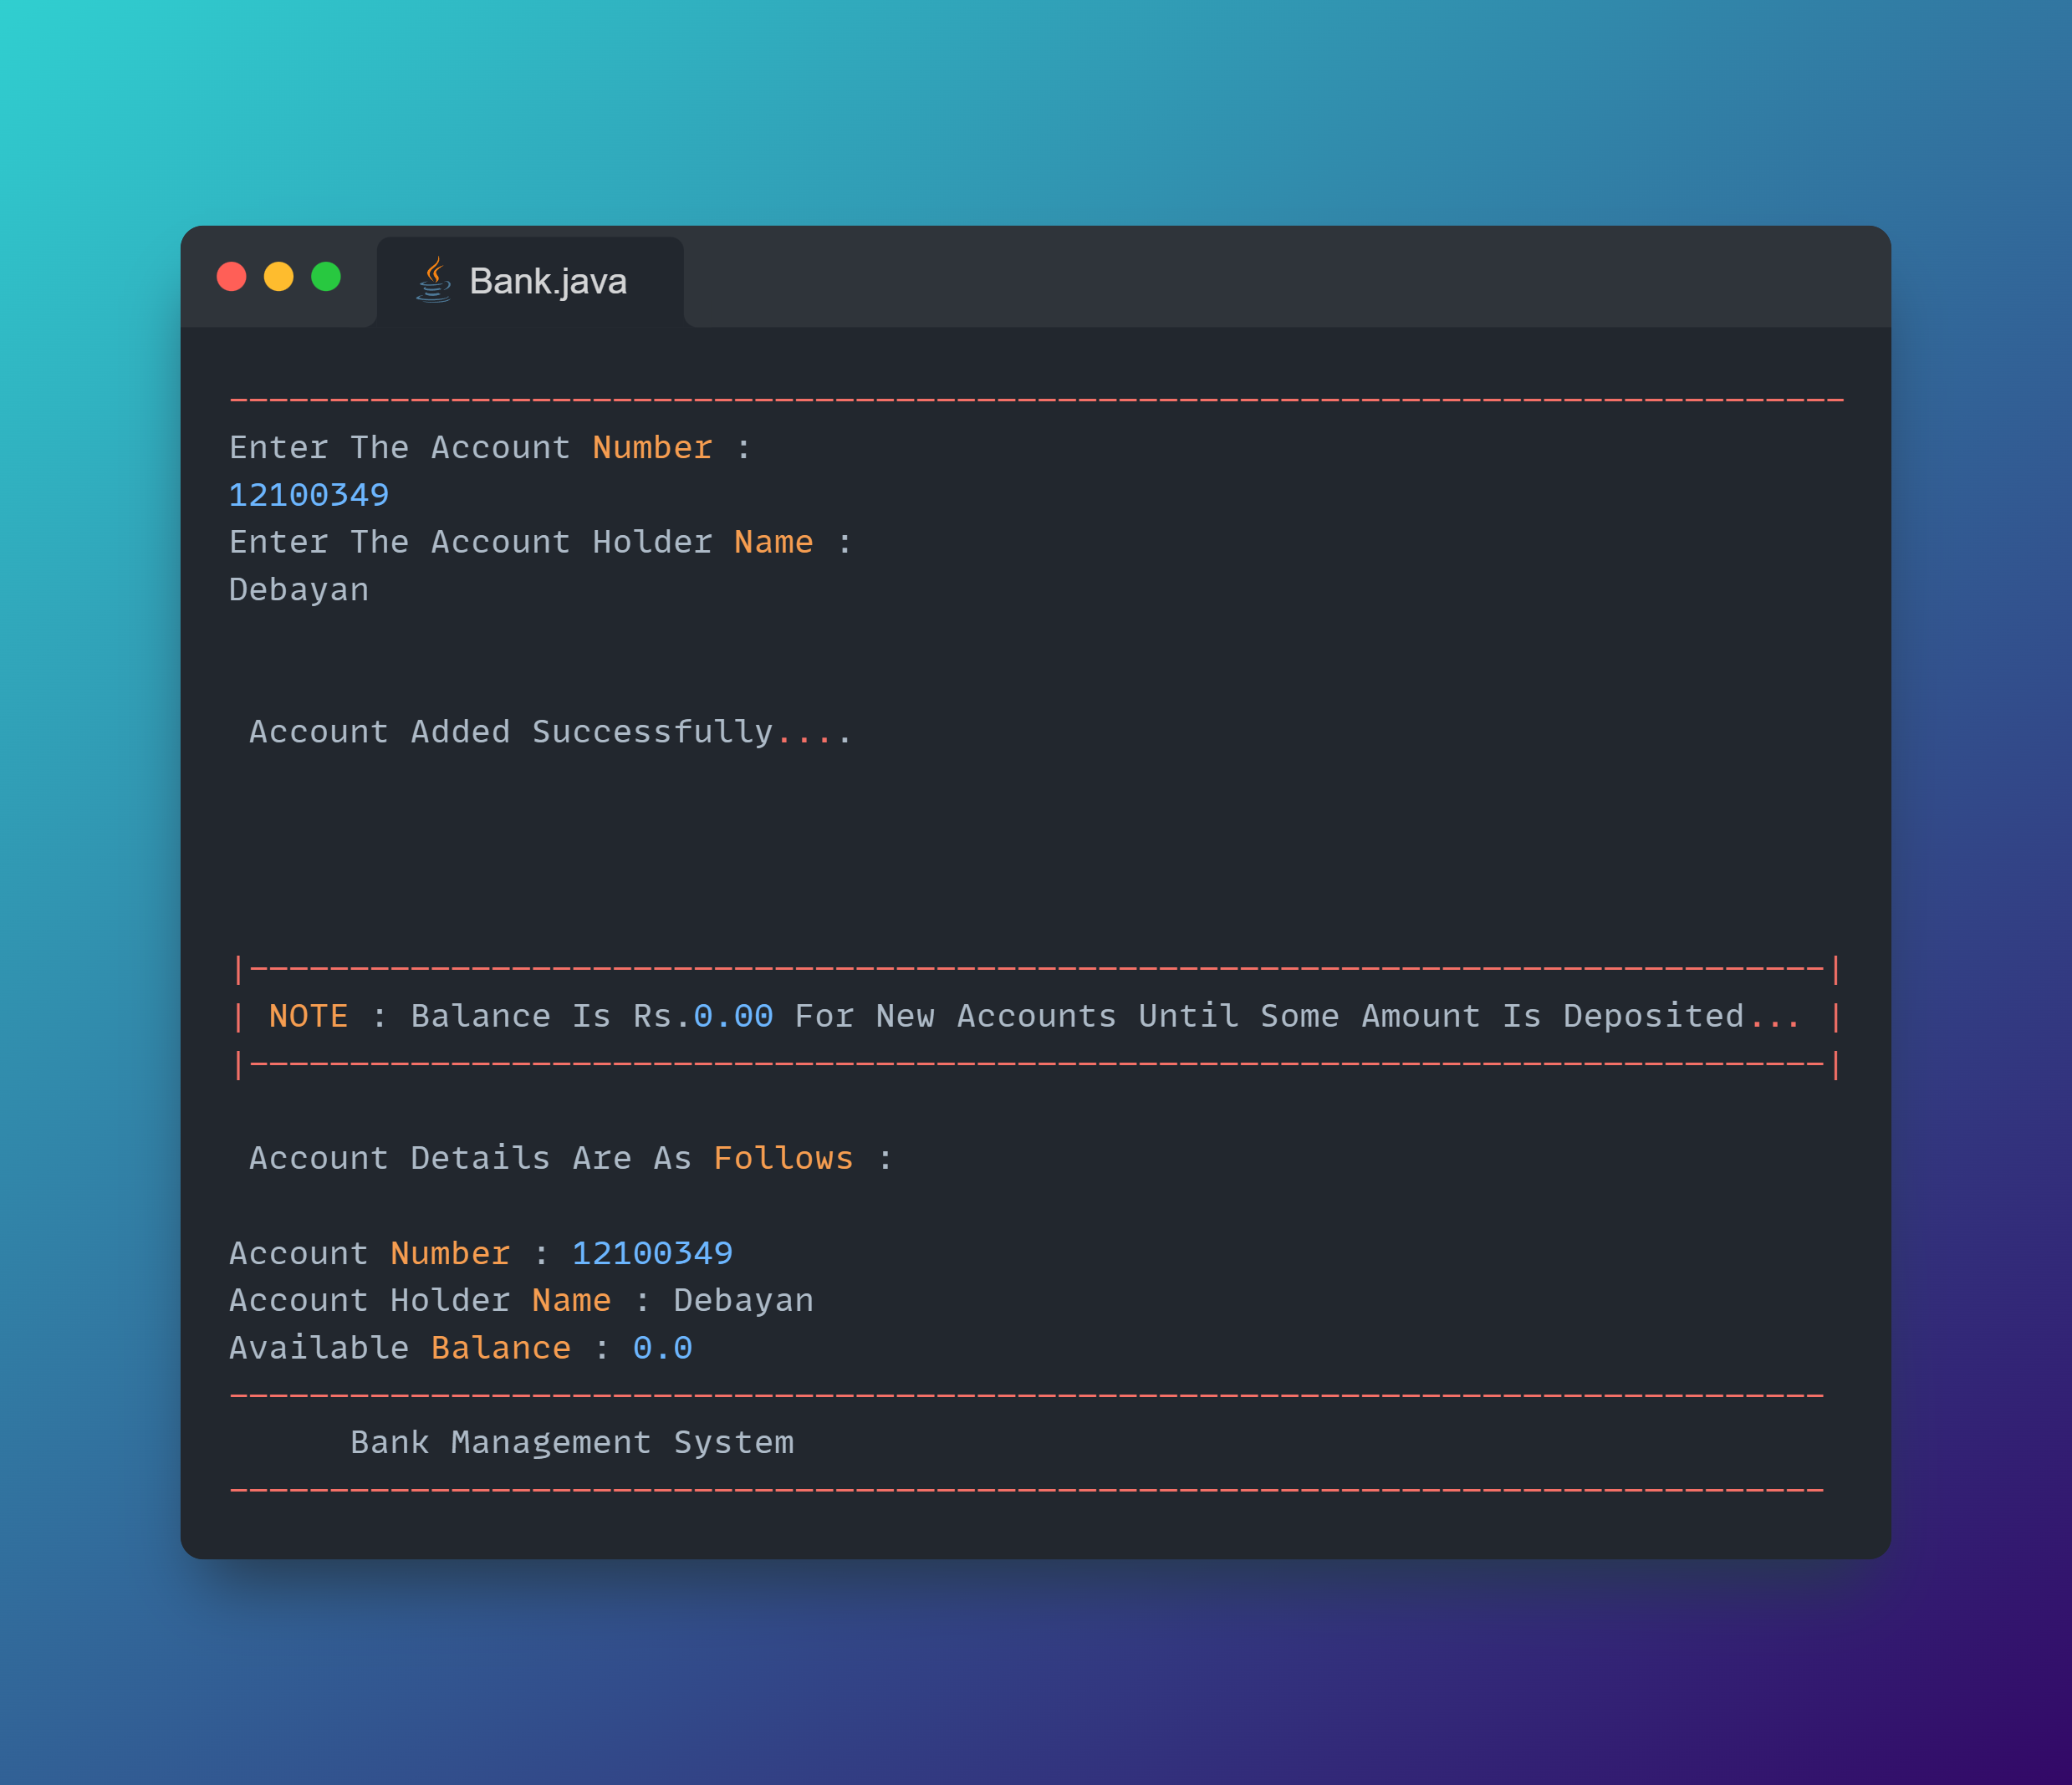 Bank.java
--------------------------------------------------------------------------------
Enter The Account Number :
12100349
Enter The Account Holder Name :
Debayan
Account Added Successfully.....
|------------------------------------------------------------------------------|
| NOTE : Balance Is Rs.0.00 For New Accounts Until Some Amount Is Deposited... |
|------------------------------------------------------------------------------|
Account Details Are As Follows :
Account Number : 12100349
Account Holder Name : Debayan
Available Balance : 0.0
-------------------------------------------------------------------------------
Bank Management System
-------------------------------------------------------------------------------